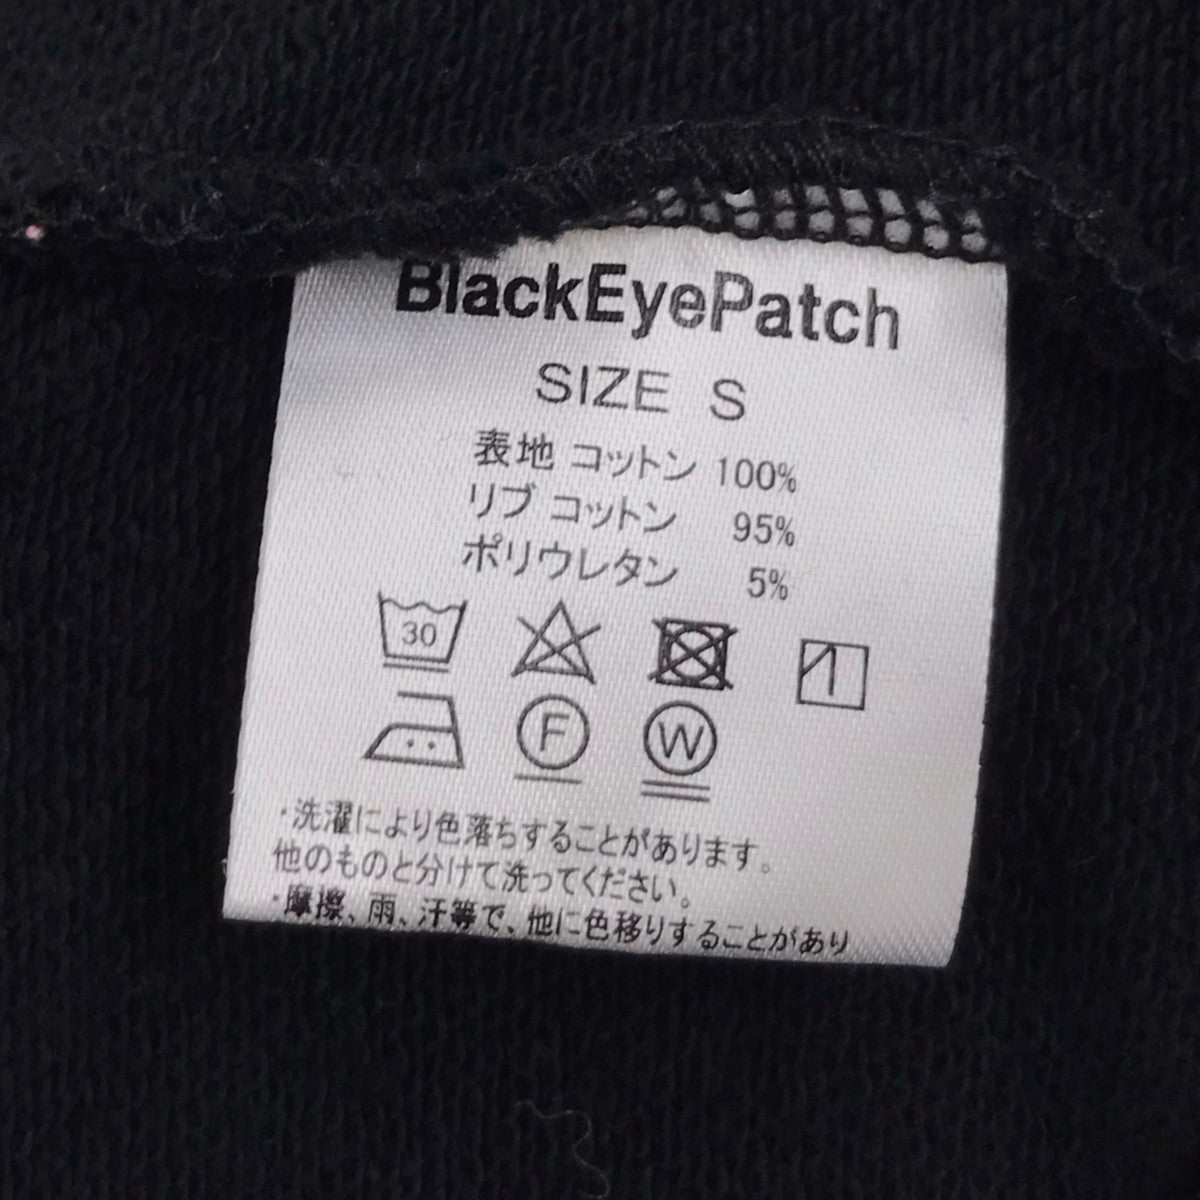 BlackEyePatch
SIZE S
表地 コットン 100%
リブ コットン 95%
ポリウレタン 5%
30
F W
・洗濯により色落ちすることがあります。
他のものと分けて洗ってください。
・摩擦、雨、汗等で、他に色移りすることがあり